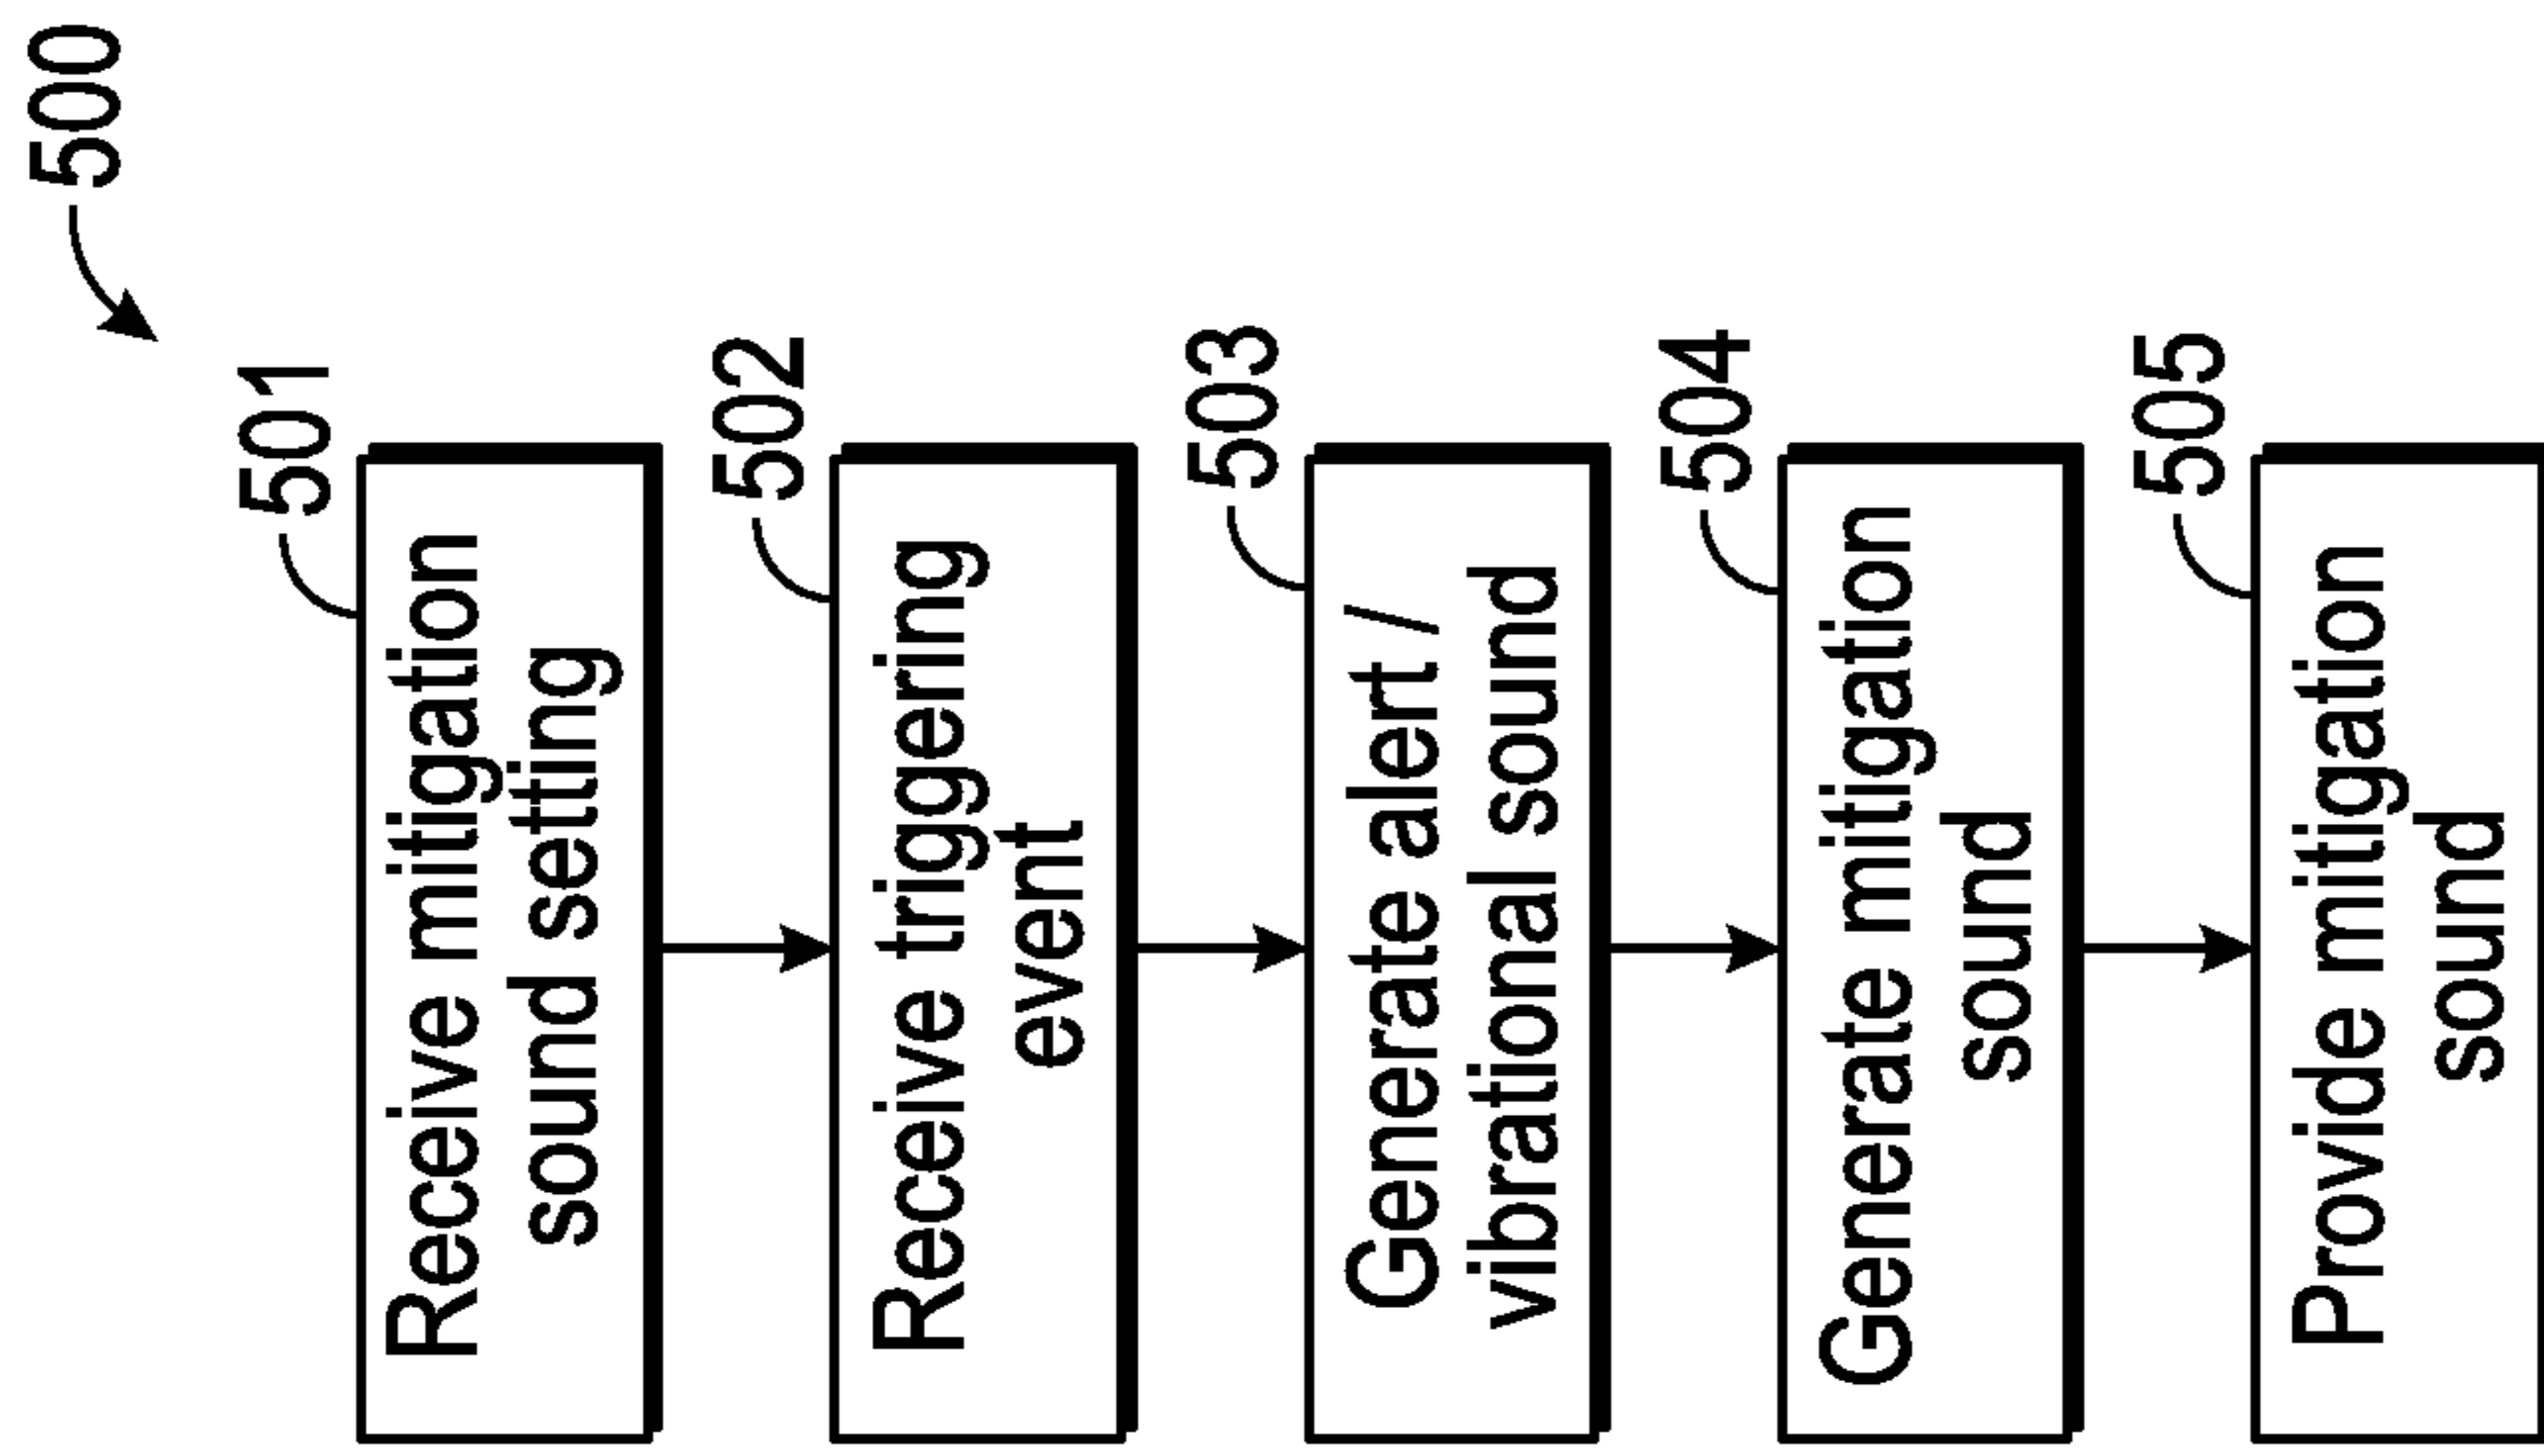 500
501
Receive mitigation
sound setting
502
Receive triggering
event
503
Generate alert /
vibrational sound
504
Generate mitigation
sound
505
Provide mitigation
sound